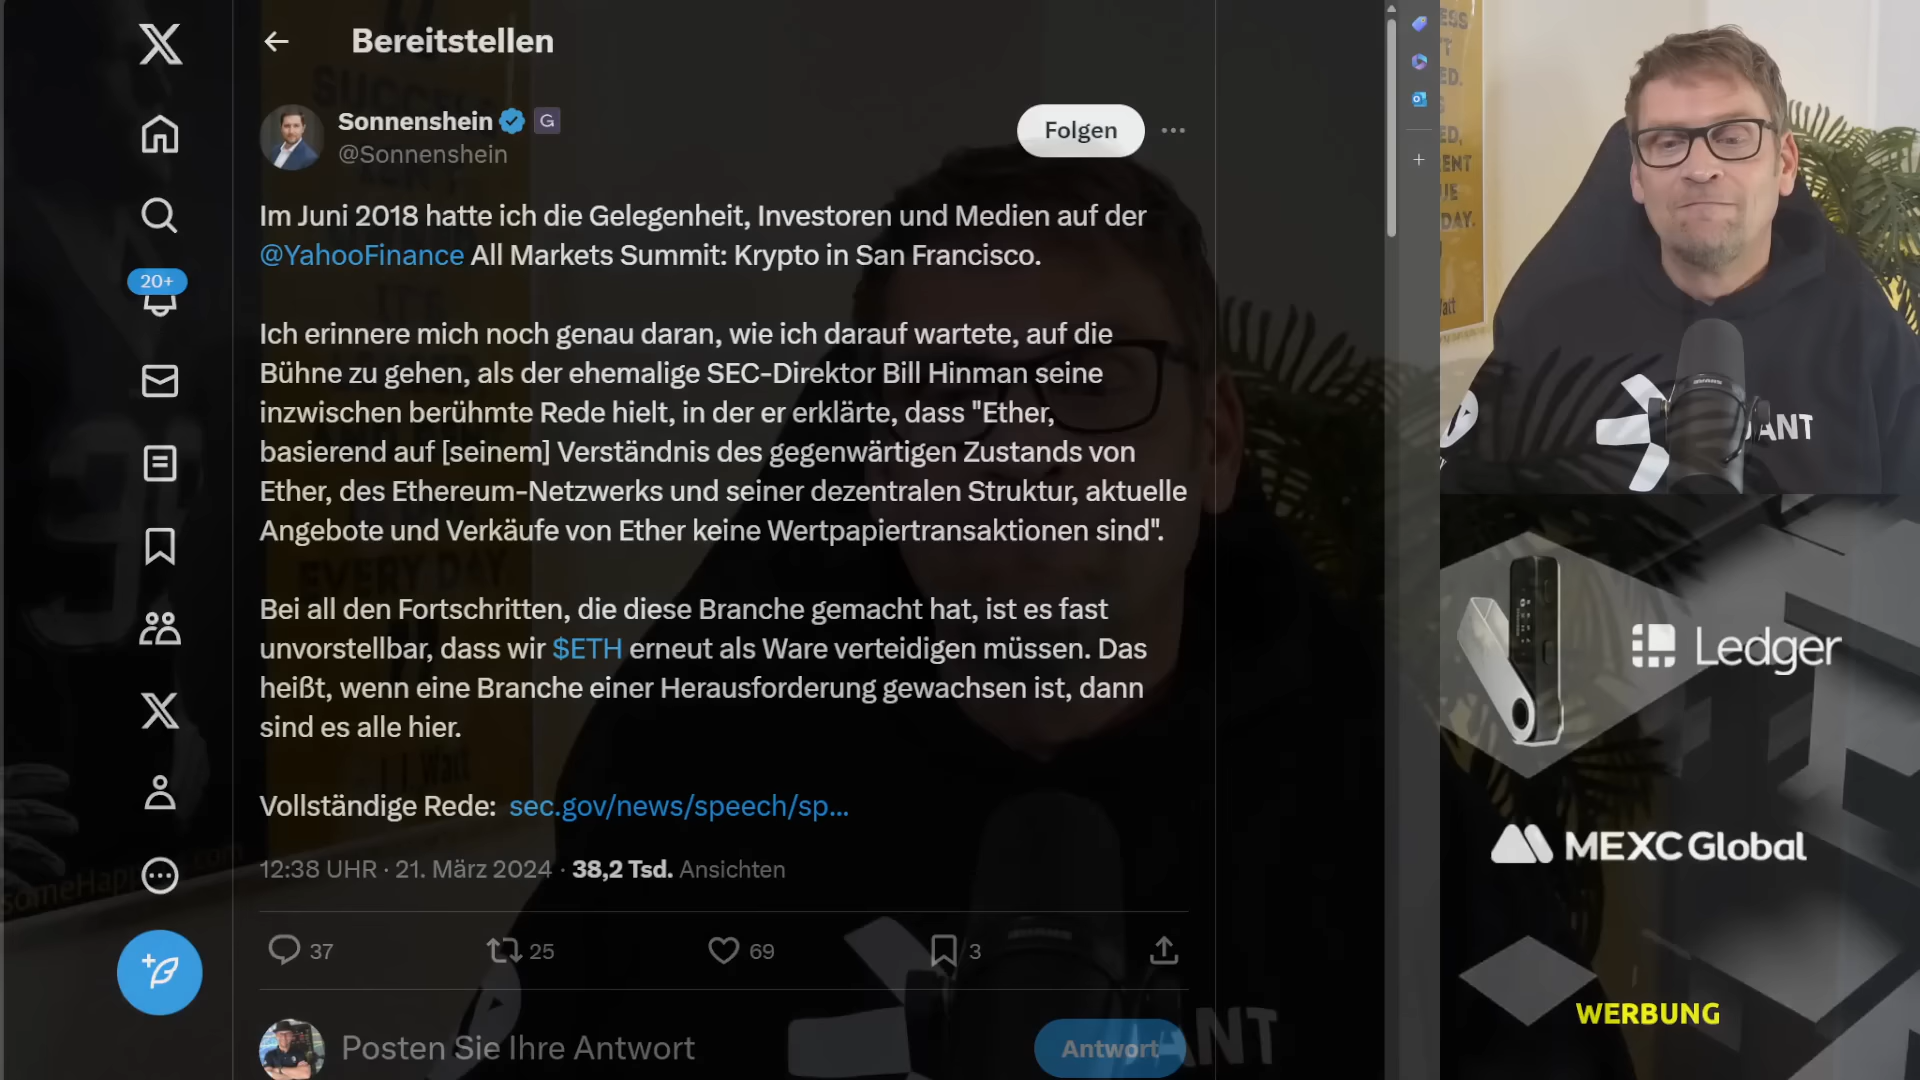 Bereitstellen
Sonnenshein
G
@Sonnenshein
Folgen
Im Juni 2018 hatte ich die Gelegenheit, Investoren und Medien auf der
@YahooFinance All Markets Summit: Krypto in San Francisco.
Ich erinnere mich noch genau daran, wie ich darauf wartete, auf die
Bühne zu gehen, als der ehemalige SEC-Direktor Bill Hinman seine
inzwischen berühmte Rede hielt, in der er erklärte, dass "Ether,
basierend auf [seinem] Verständnis des gegenwärtigen Zustands von
Ether, des Ethereum-Netzwerks und seiner dezentralen Struktur, aktuelle
Angebote und Verkäufe von Ether keine Wertpapiertransaktionen sind".
Bei all den Fortschritten, die diese Branche gemacht hat, ist es fast
unvorstellbar, dass wir $ETH erneut als Ware verteidigen müssen. Das
heißt, wenn eine Branche einer Herausforderung gewachsen ist, dann
sind es alle hier.
Vollständige Rede: sec.gov/news/speech/sp...
12:38 UHR · 21. März 2024 · 38,2 Tsd. Ansichten
37
25
69
3
Posten Sie Ihre Antwort
Antwort
20+
EVERY DAY
ANT
Ledger
MEXC Global
WERBUNG